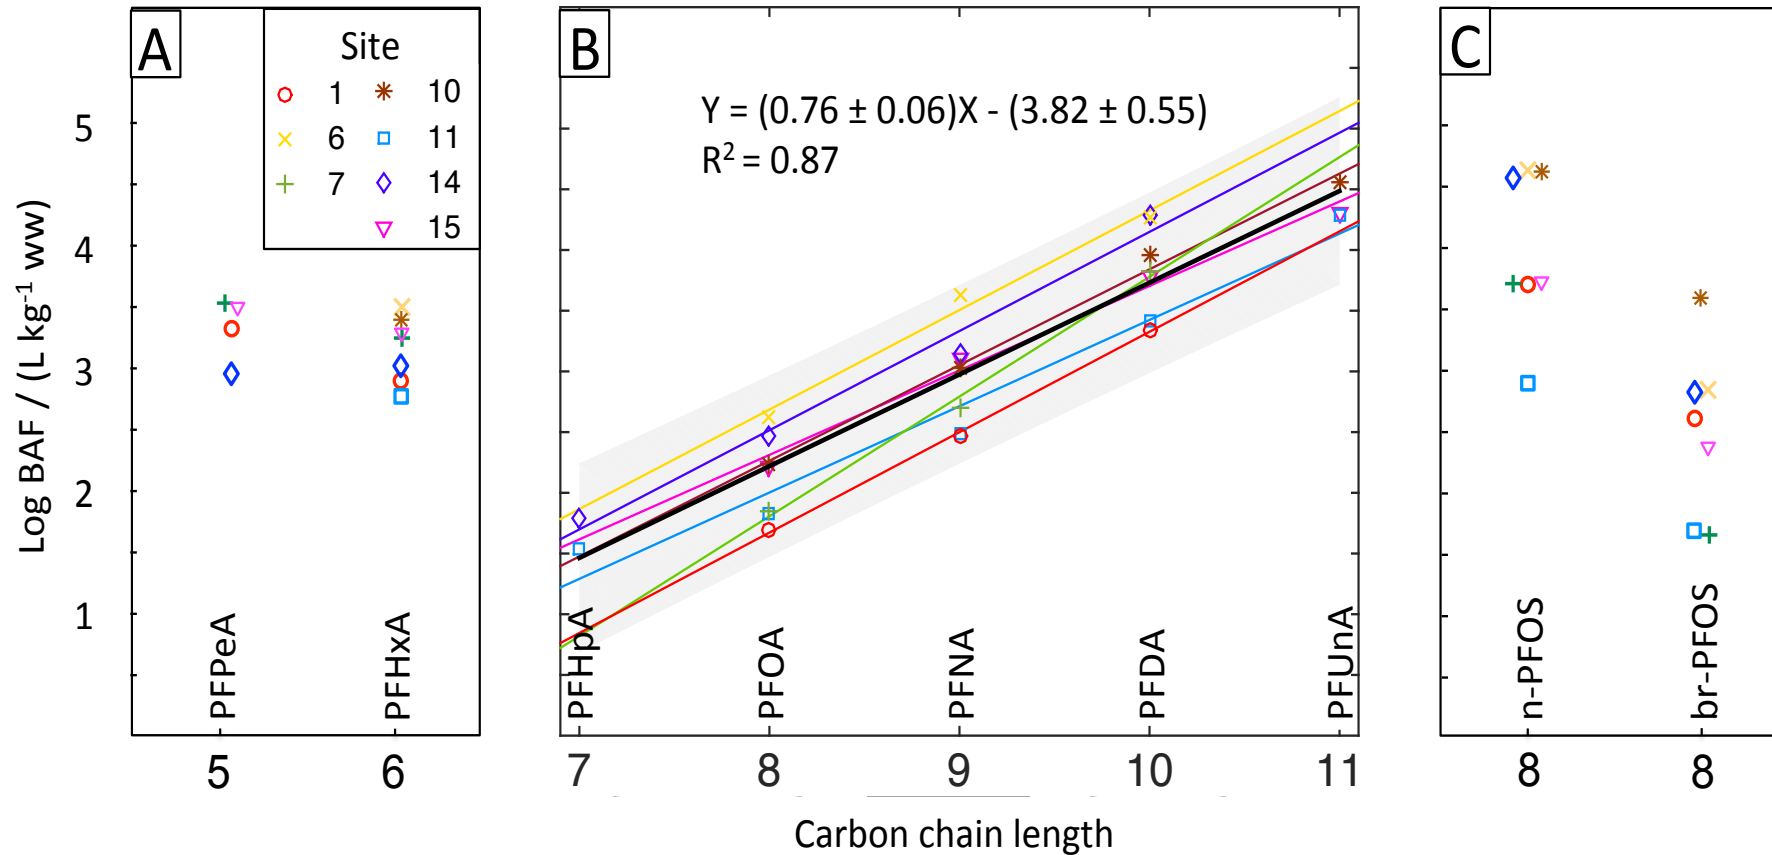 A
Site
1
10
6
11
7
14
15
B
Y = (0.76 ± 0.06)X - (3.82 ± 0.55)
R² = 0.87
C
Log BAF / (L kg⁻¹ ww)
5
4
3
2
1
PFPeA
PFHxA
PFHpA
PFOA
PFNA
PFDA
PFUnA
n-PFOS
br-PFOS
5
6
7
8
9
10
11
8
8
Carbon chain length